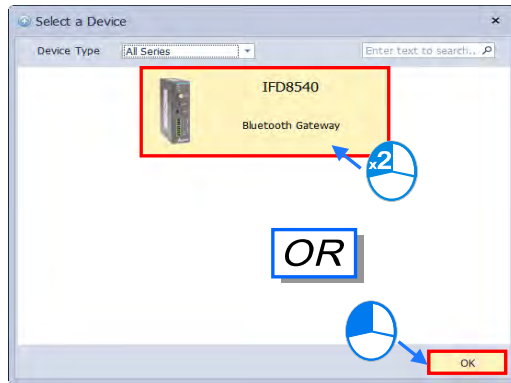 Select a Device
Device Type All Series Enter text to search...
IFD8540
Bluetooth Gateway
x2
OR
OK